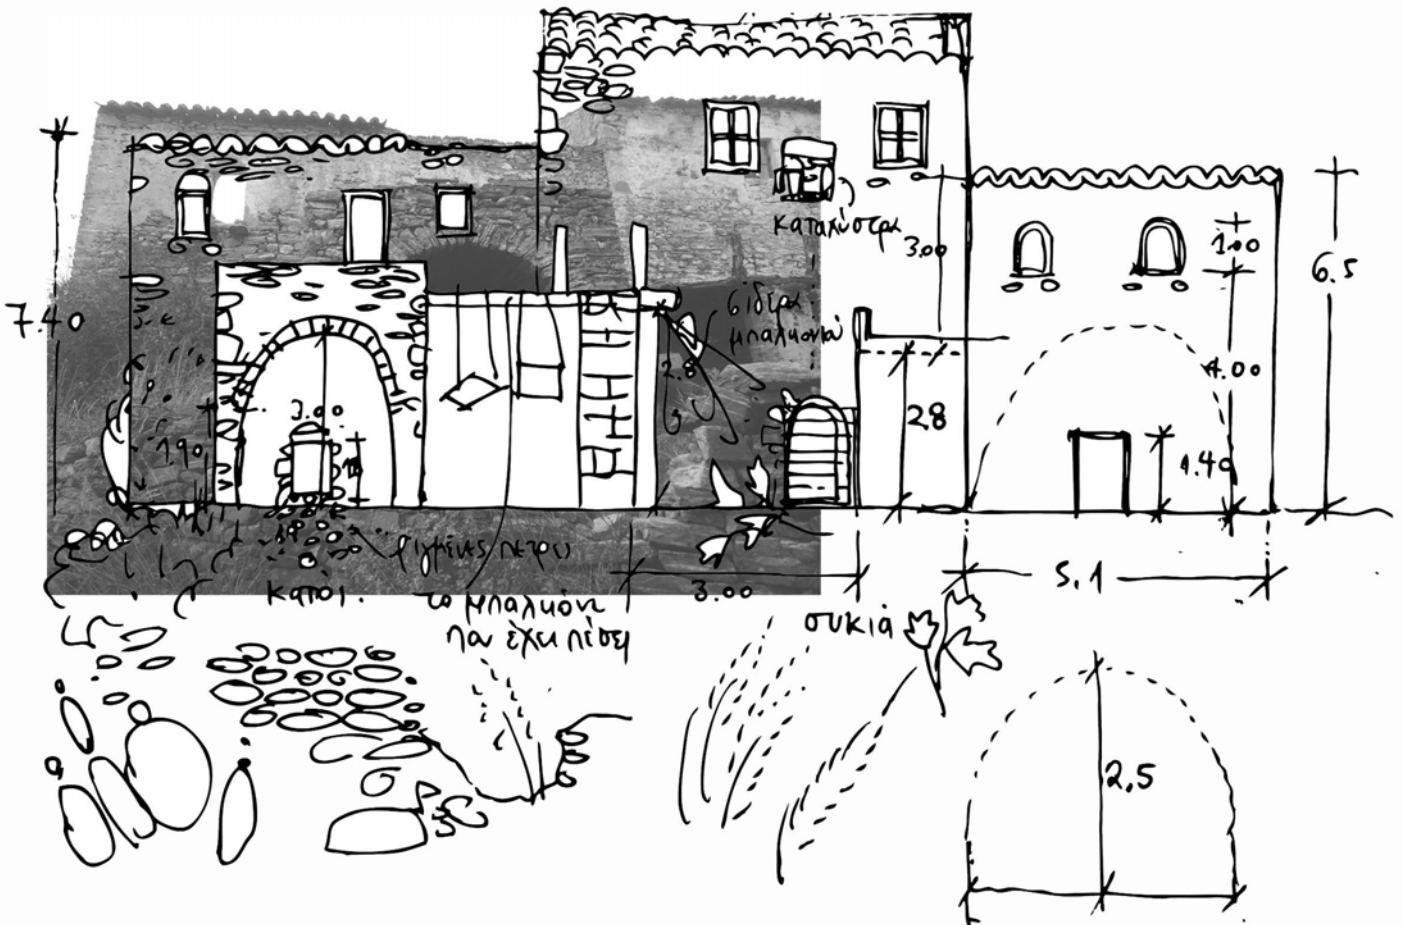 καταχύστρα
3.00
1.00
6.5
7.40
σίδερα
μπαλκονιού
2.8
4.00
28
3.00
1.90
1.40
ριγμένες πέτρες
κατώι.
το μπαλκόνι
που έχει πέσει
3.00
5.1
συκιά
2,5